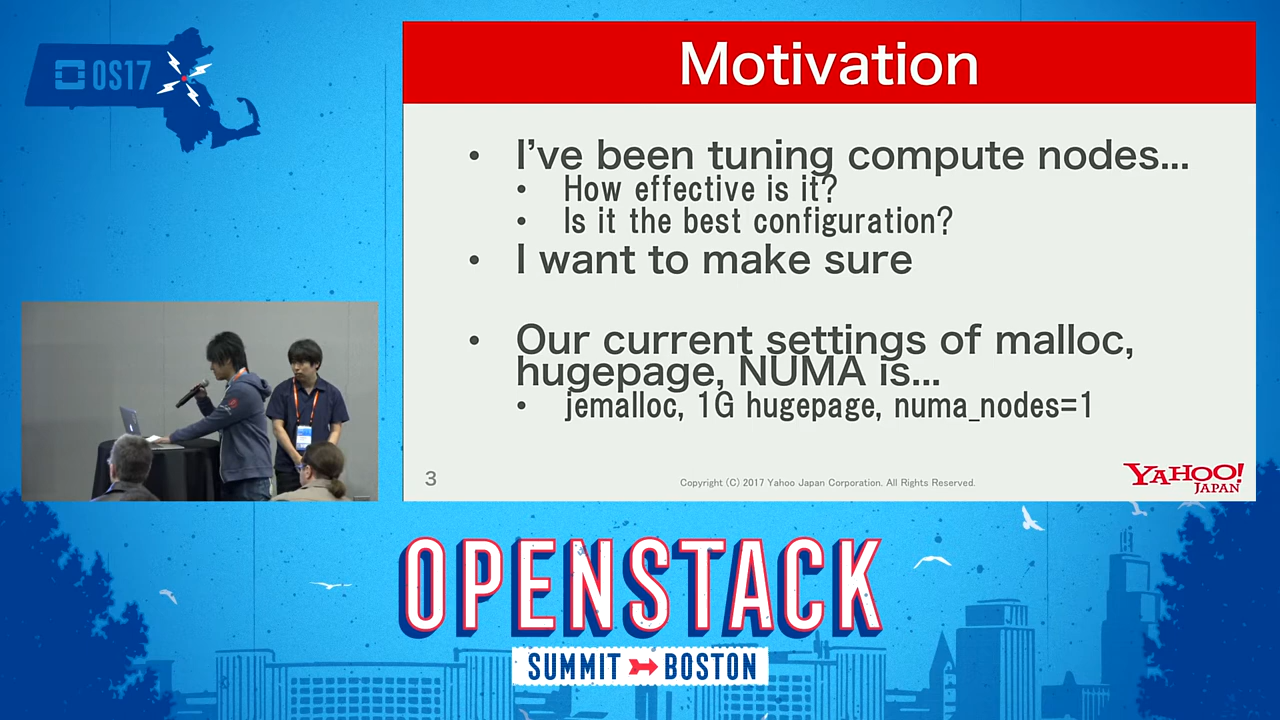 OS17
Motivation
• I've been tuning compute nodes...
• How effective is it?
• Is it the best configuration?
• I want to make sure
• Our current settings of malloc,
hugepage, NUMA is...
• jemalloc, 1G hugepage, numa_nodes=1
3
Copyright (C) 2017 Yahoo Japan Corporation. All Rights Reserved.
YAHOO!
JAPAN
OPENSTACK
SUMMIT BOSTON